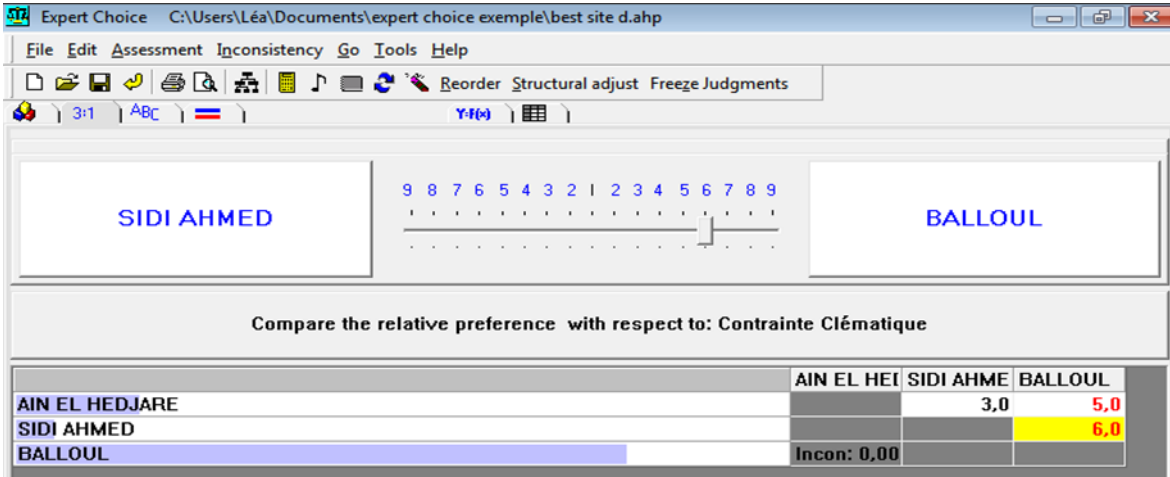 Expert Choice C:\Users\Léa\Documents\expert choice exemple\best site d.ahp
File Edit Assessment Inconsistency Go Tools Help
Reorder Structural adjust Freeze Judgments
3:1 ABC Y=F(x)
9 8 7 6 5 4 3 2 1 2 3 4 5 6 7 8 9
SIDI AHMED BALLOUL
Compare the relative preference with respect to: Contrainte Clématique
AIN EL HEI SIDI AHME BALLOUL
AIN EL HEDJARE 3,0 5,0
SIDI AHMED 6,0
BALLOUL Incon: 0,00